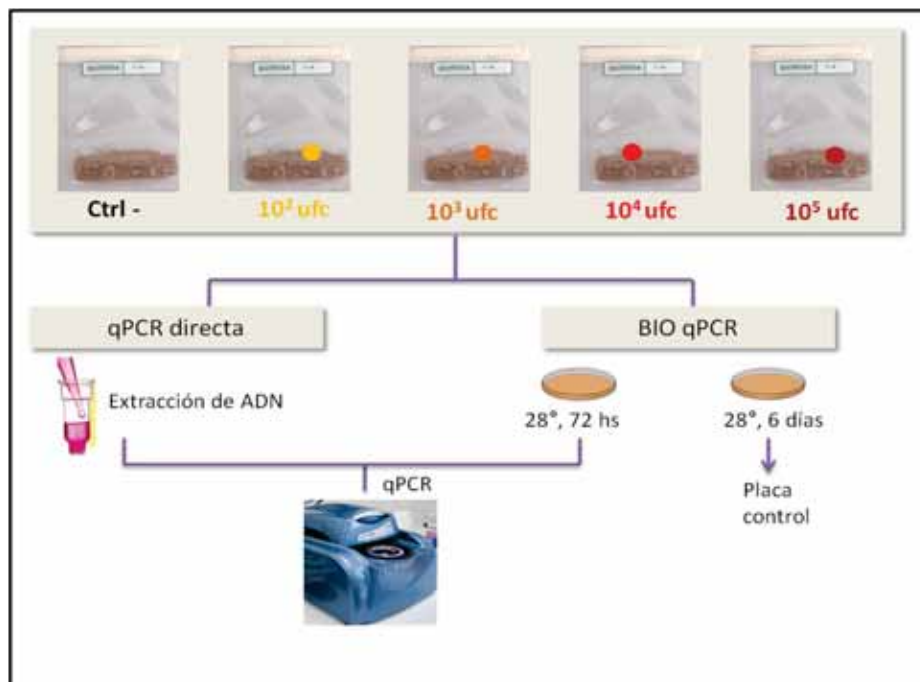 Ctrl -
10² ufc
10³ ufc
10⁴ ufc
10⁵ ufc
qPCR directa
BIO qPCR
Extracción de ADN
28°, 72 hs
28°, 6 días
qPCR
Placa
control